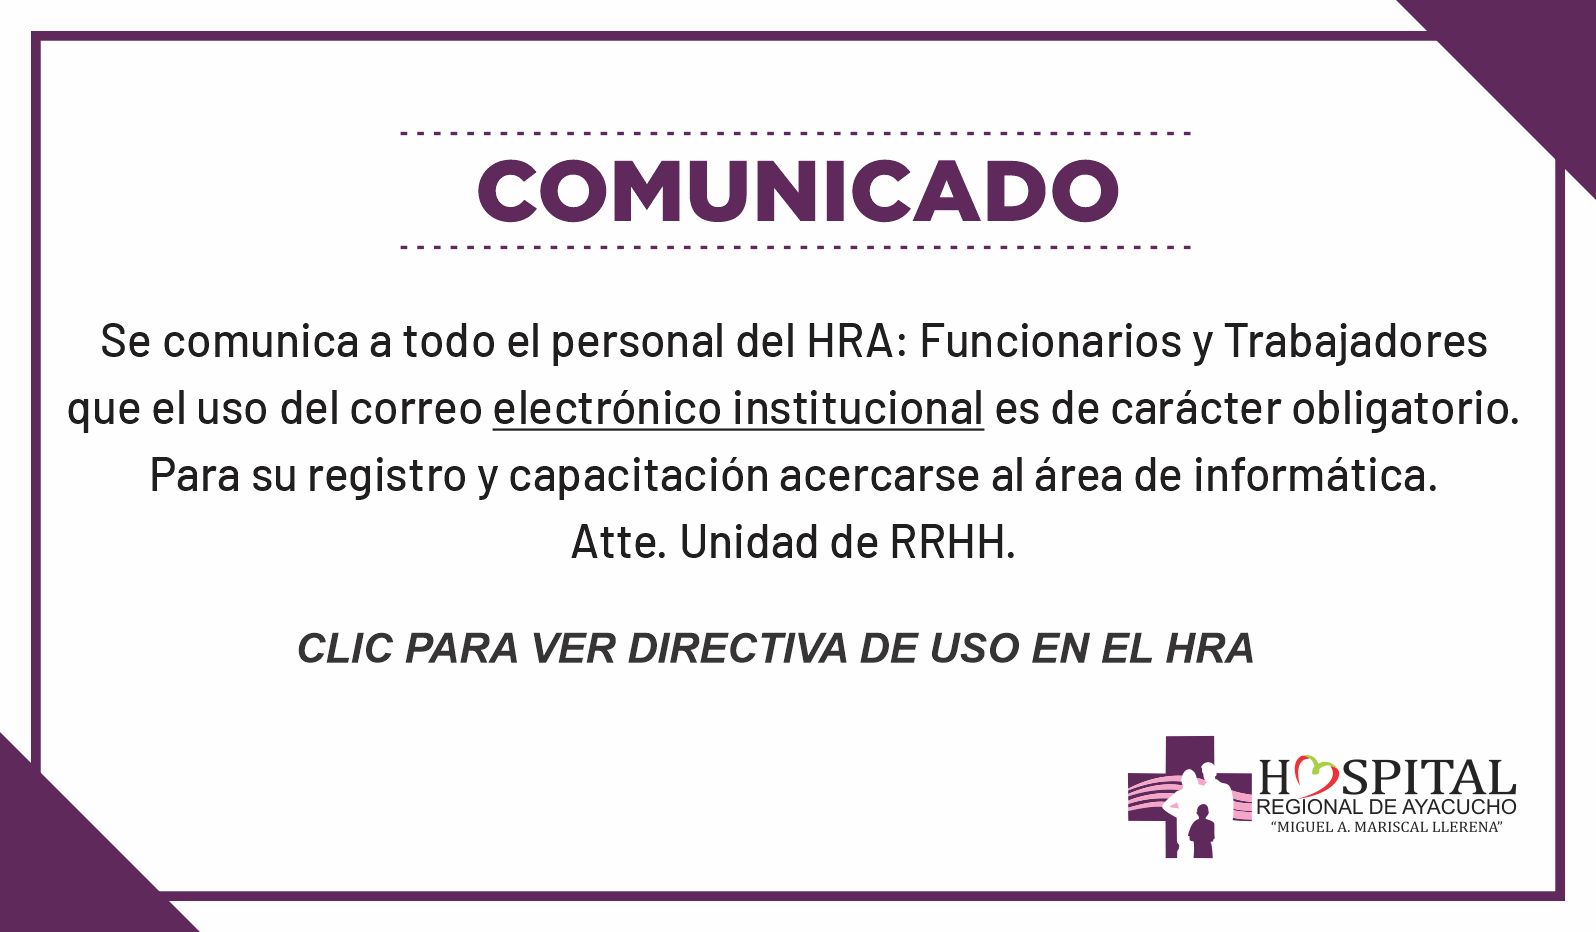 COMUNICADO
Se comunica a todo el personal del HRA: Funcionarios y Trabajadores
que el uso del correo electrónico institucional es de carácter obligatorio.
Para su registro y capacitación acercarse al área de informática.
Atte. Unidad de RRHH.
CLIC PARA VER DIRECTIVA DE USO EN EL HRA
HOSPITAL
REGIONAL DE AYACUCHO
“MIGUEL A. MARISCAL LLERENA”